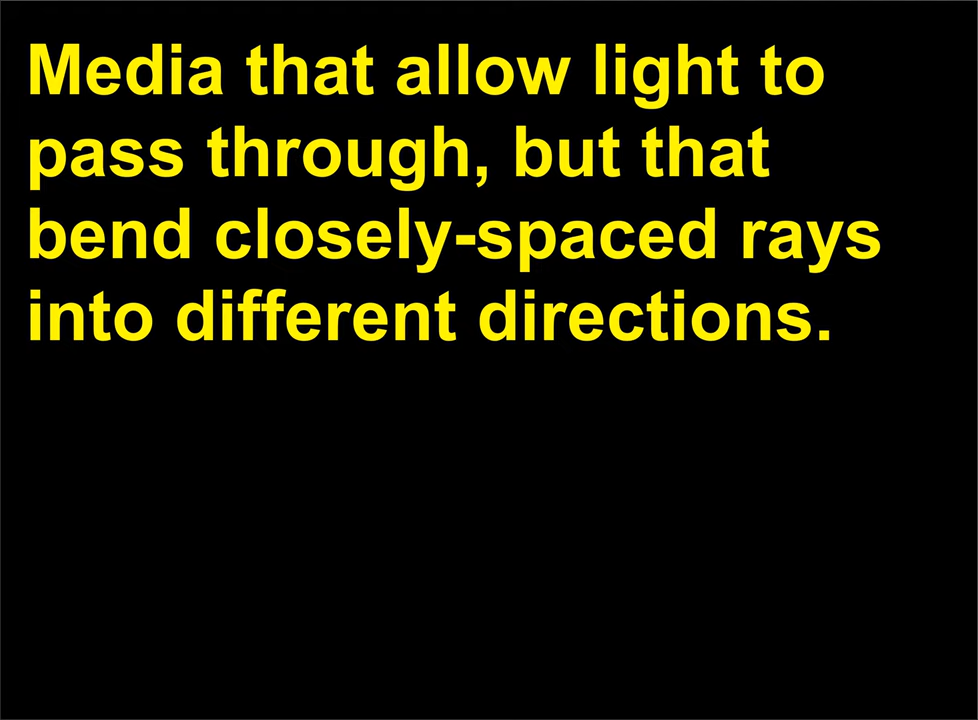 Media that allow light to
pass through, but that
bend closely-spaced rays
into different directions.